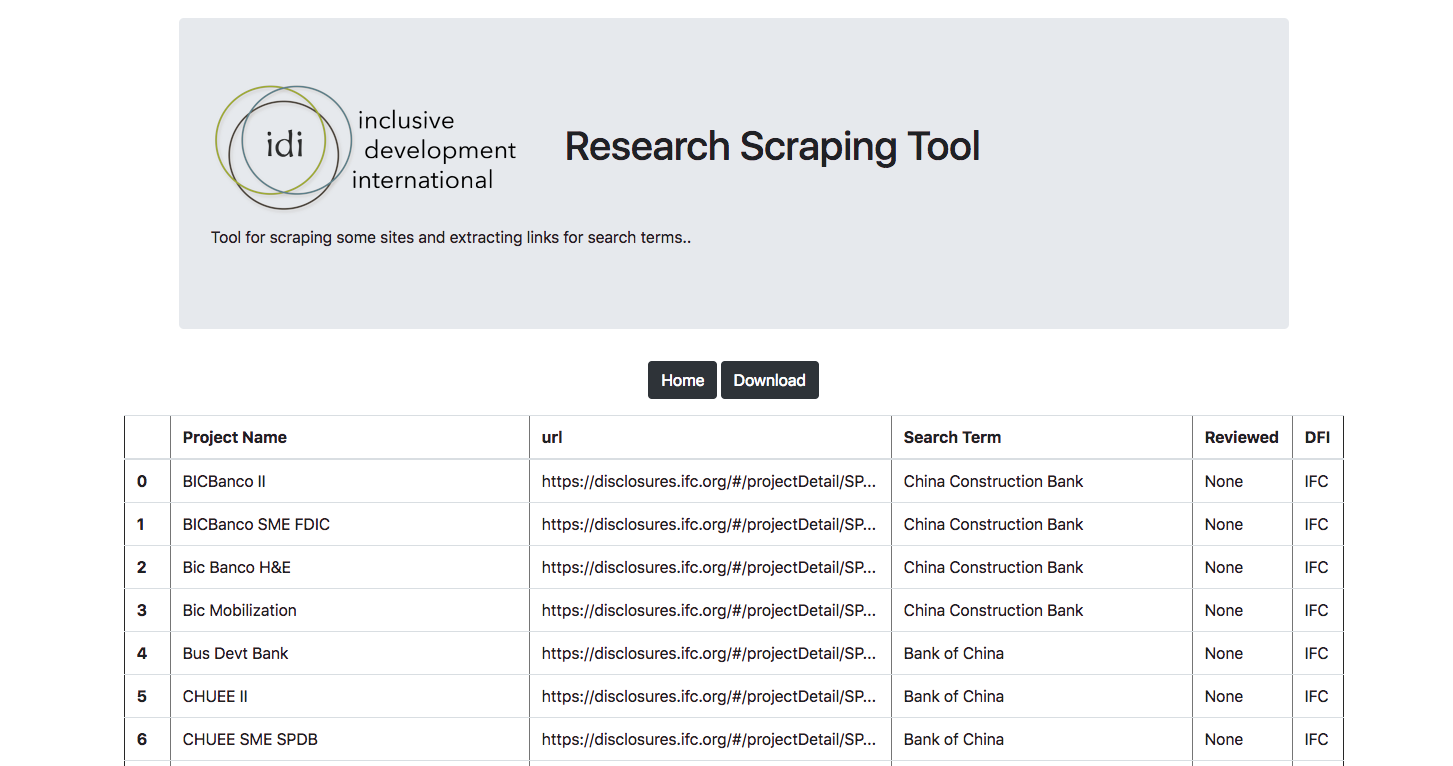 idi
inclusive
development
international
Research Scraping Tool
Tool for scraping some sites and extracting links for search terms..
Home Download
Project Name url Search Term Reviewed DFI
0 BICBanco II https://disclosures.ifc.org/#/projectDetail/SP... China Construction Bank None IFC
1 BICBanco SME FDIC https://disclosures.ifc.org/#/projectDetail/SP... China Construction Bank None IFC
2 Bic Banco H&E https://disclosures.ifc.org/#/projectDetail/SP... China Construction Bank None IFC
3 Bic Mobilization https://disclosures.ifc.org/#/projectDetail/SP... China Construction Bank None IFC
4 Bus Devt Bank https://disclosures.ifc.org/#/projectDetail/SP... Bank of China None IFC
5 CHUEE II https://disclosures.ifc.org/#/projectDetail/SP... Bank of China None IFC
6 CHUEE SME SPDB https://disclosures.ifc.org/#/projectDetail/SP... Bank of China None IFC